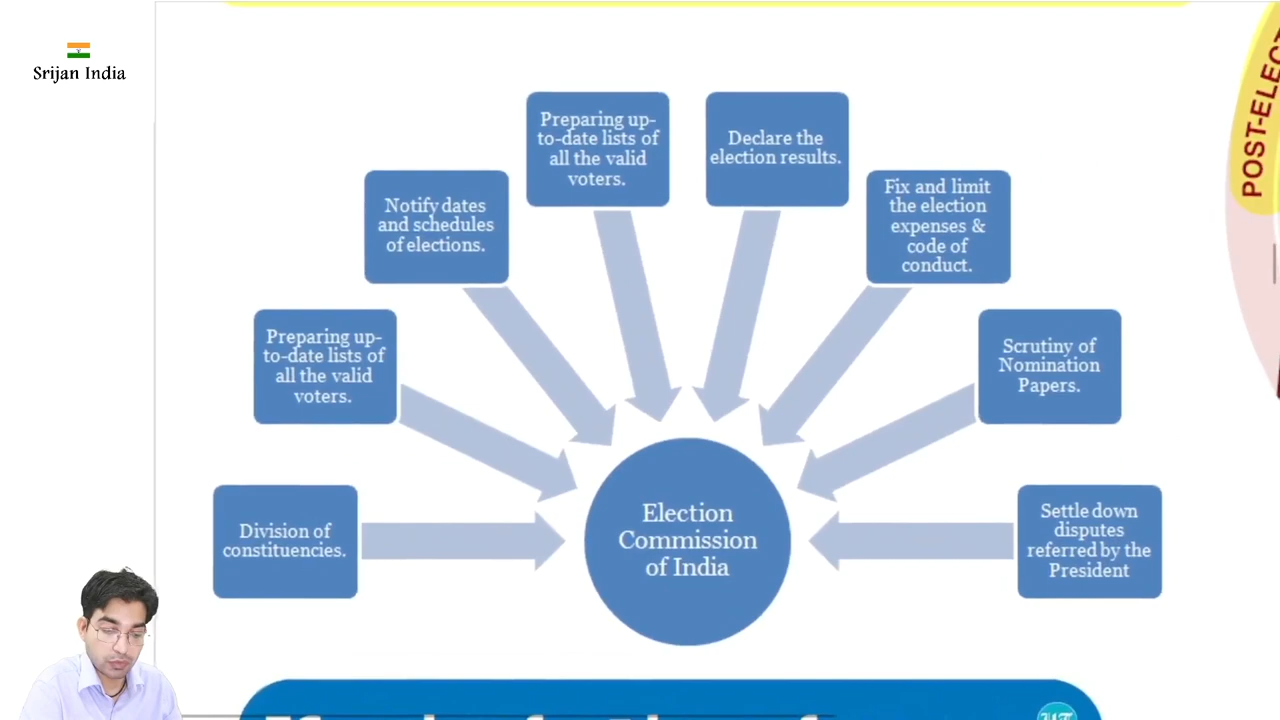 Srijan India
Preparing up-
to-date lists of
all the valid
voters.
Declare the
election results.
Notify dates
and schedules
of elections.
Fix and limit
the election
expenses &
code of
conduct.
Preparing up-
to-date lists of
all the valid
voters.
Scrutiny of
Nomination
Papers.
Division of
constituencies.
Election
Commission
of India
Settle down
disputes
referred by the
President